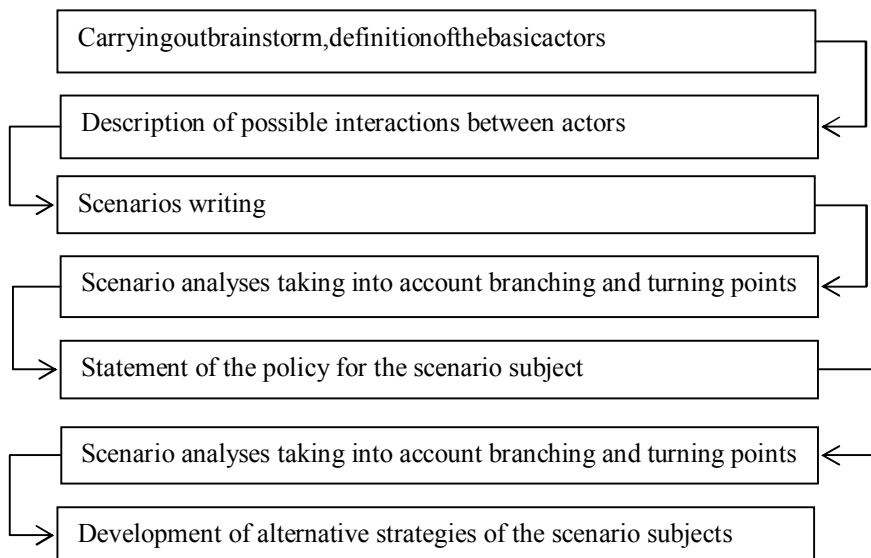 Carryingoutbrainstorm,definitionofthebasicactors
Description of possible interactions between actors
Scenarios writing
Scenario analyses taking into account branching and turning points
Statement of the policy for the scenario subject
Scenario analyses taking into account branching and turning points
Development of alternative strategies of the scenario subjects